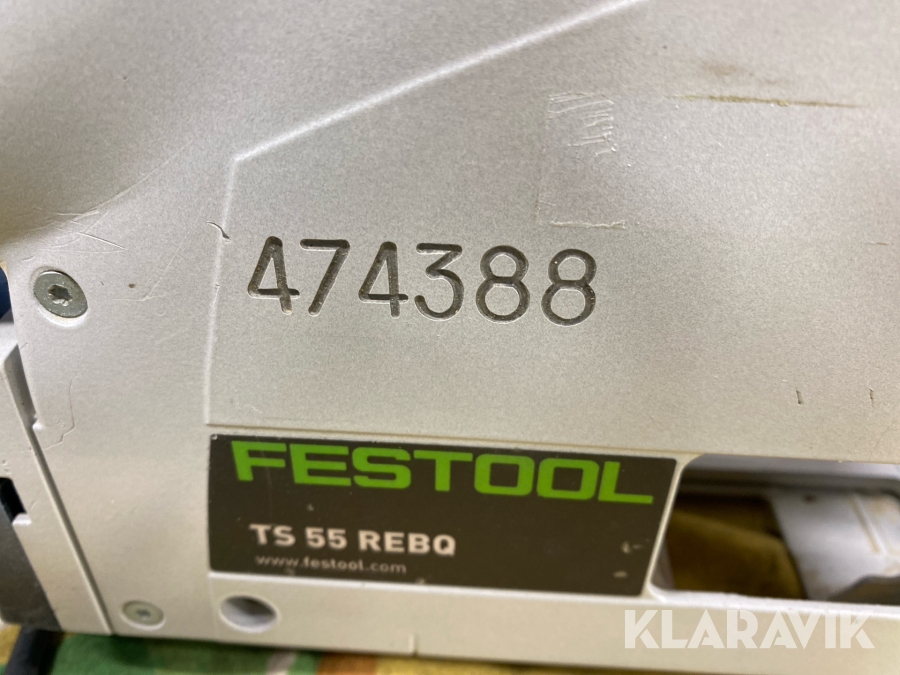 474388
FESTOOL
TS 55 REBQ
www.festool.com
KLARAVIK